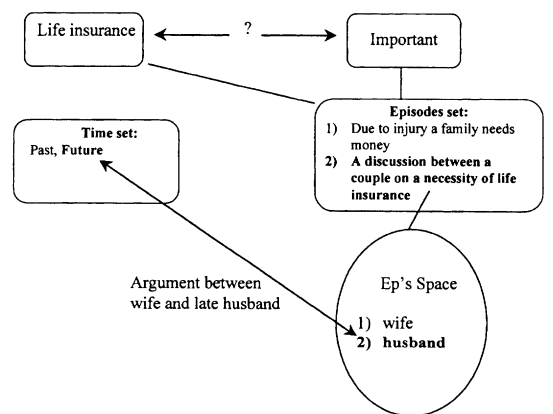 Life insurance
?
Important
Episodes set:
1) Due to injury a family needs
money
2) A discussion between a
couple on a necessity of life
insurance
Time set:
Past, Future
Argument between
wife and late husband
Ep's Space
1) wife
2) husband